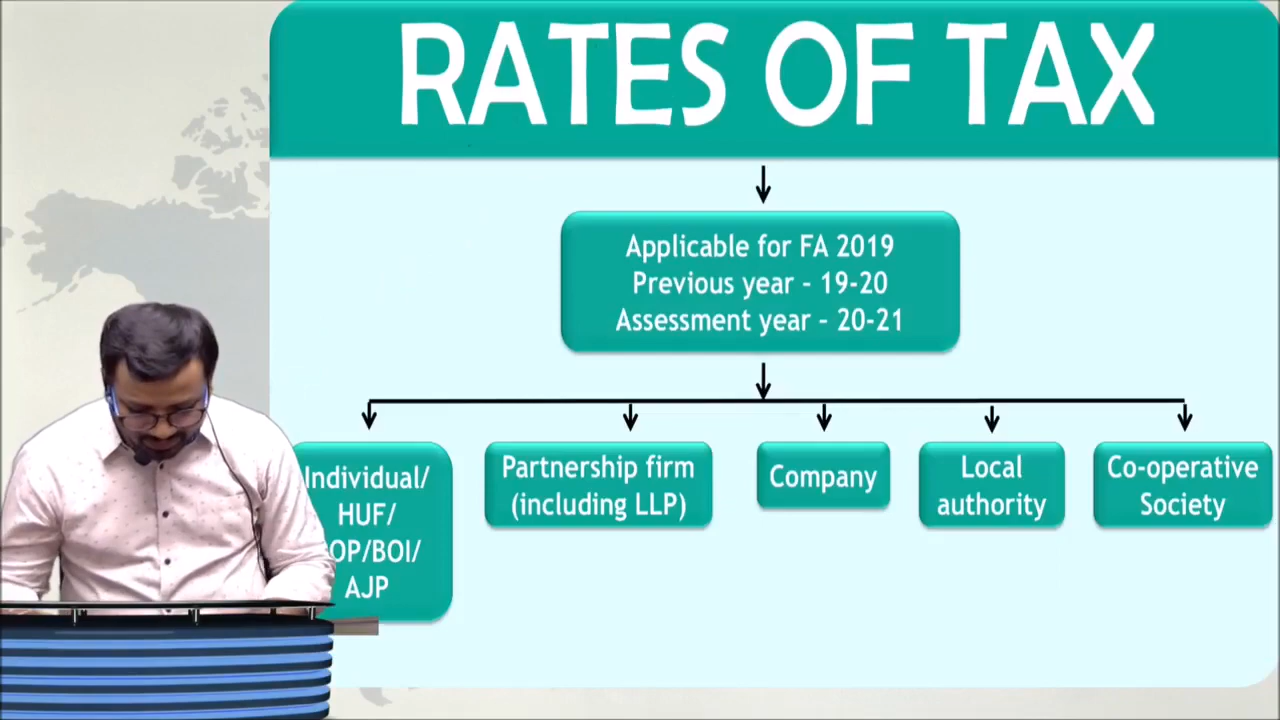 RATES OF TAX
Applicable for FA 2019
Previous year - 19-20
Assessment year - 20-21
Individual/
HUF/
OP/BOI/
AJP
Partnership firm
(including LLP)
Company
Local
authority
Co-operative
Society